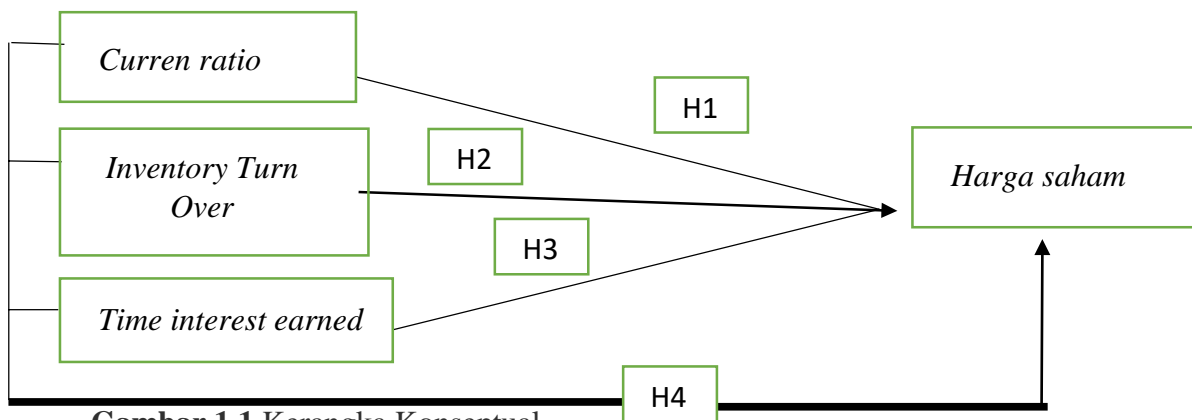 Curren ratio
H1
H2
Inventory Turn
Over
Harga saham
H3
Time interest earned
H4
Gambar 1.1 Kerangka Konseptual